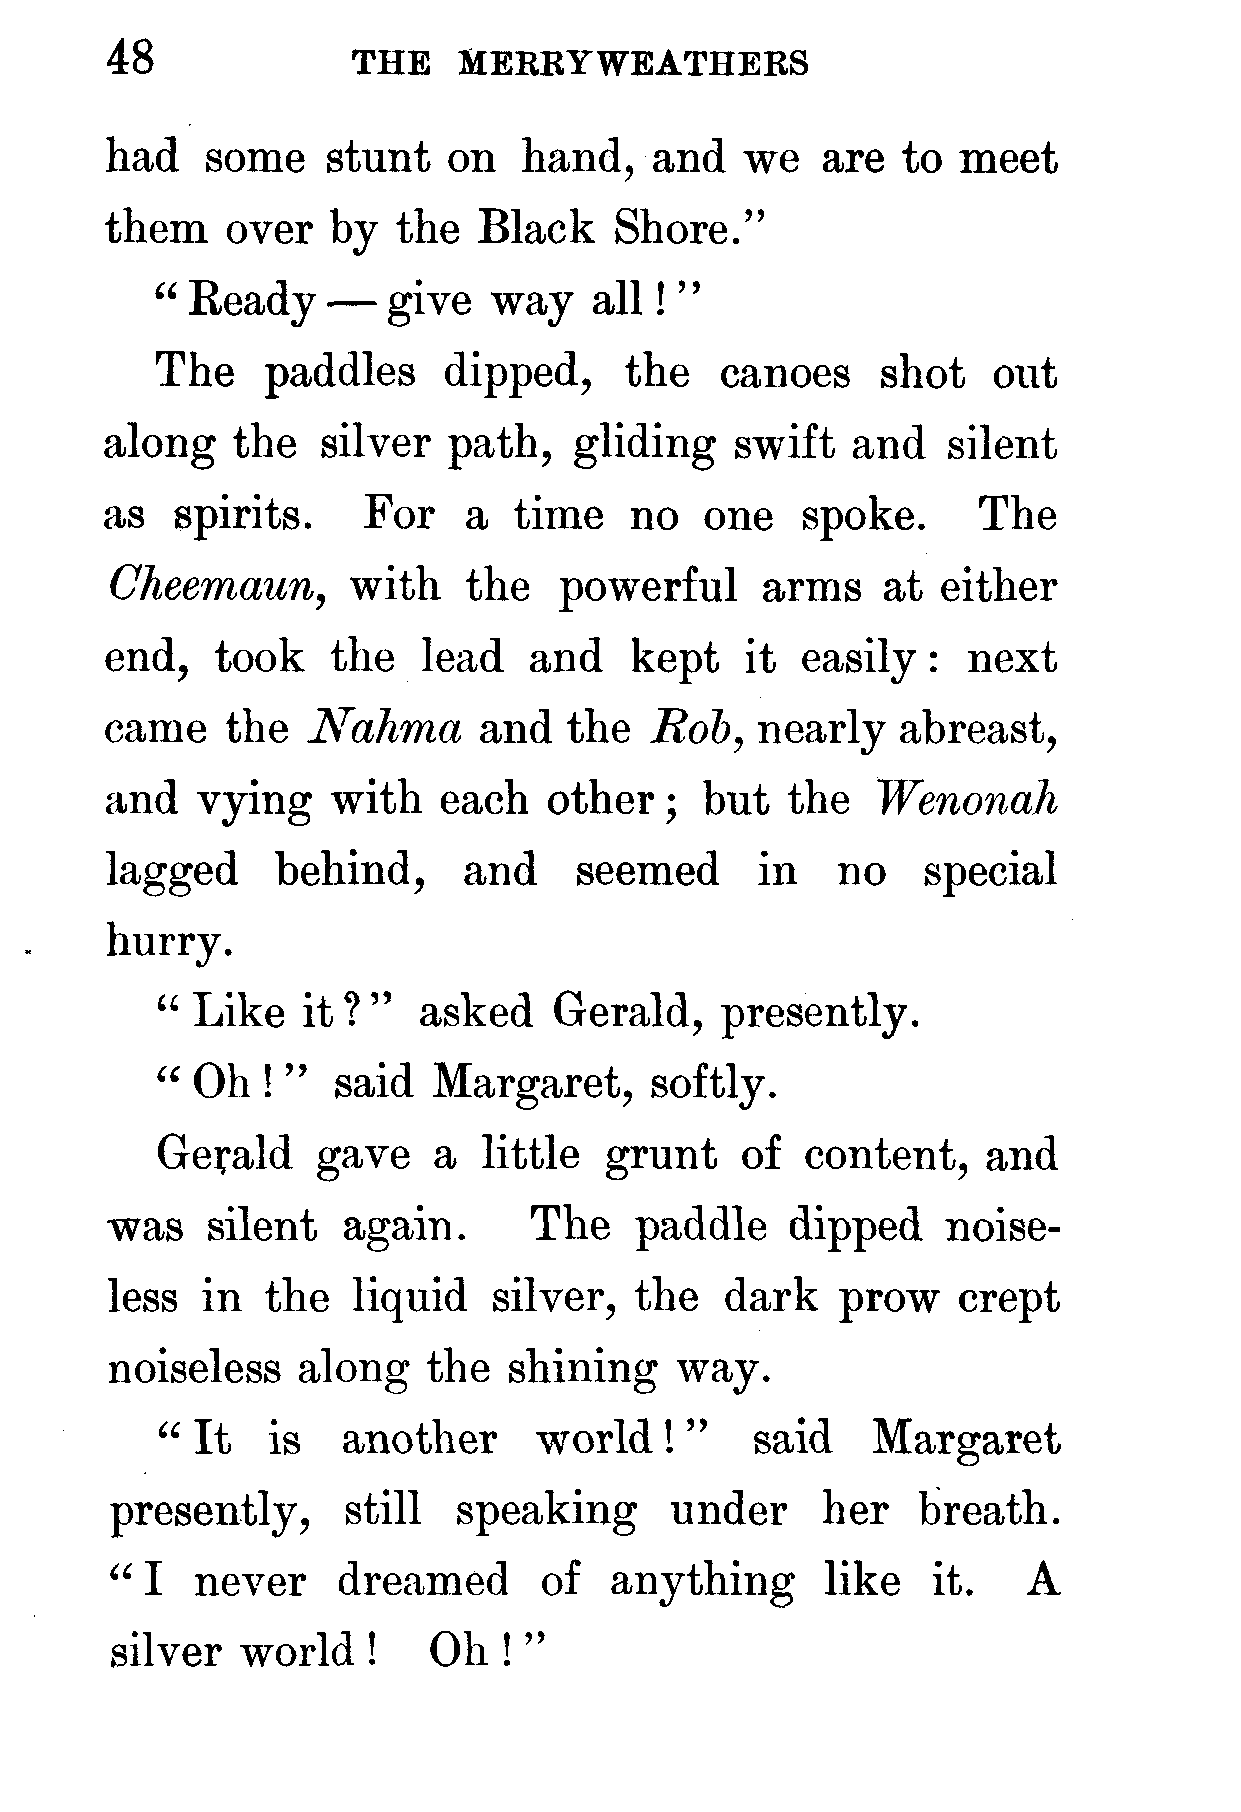 48 THE MERRYWEATHERS
had some stunt on hand, and we are to meet
them over by the Black Shore."
"Ready — give way all!"
The paddles dipped, the canoes shot out
along the silver path, gliding swift and silent
as spirits. For a time no one spoke. The
Cheemaun, with the powerful arms at either
end, took the lead and kept it easily: next
came the Nahma and the Rob, nearly abreast,
and vying with each other; but the Wenonah
lagged behind, and seemed in no special
hurry.
"Like it?" asked Gerald, presently.
"Oh!" said Margaret, softly.
Gerald gave a little grunt of content, and
was silent again. The paddle dipped noise-
less in the liquid silver, the dark prow crept
noiseless along the shining way.
"It is another world!" said Margaret
presently, still speaking under her breath.
"I never dreamed of anything like it. A
silver world! Oh!"